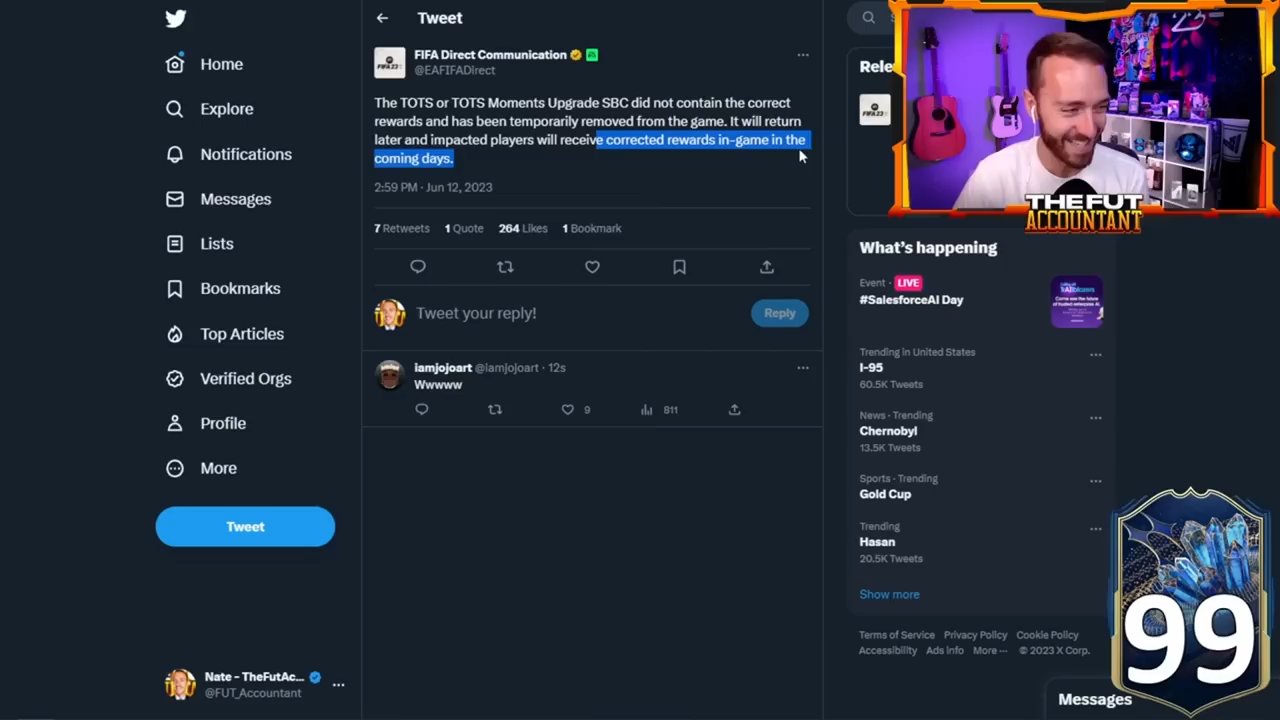 Home
Explore
Notifications
Messages
Lists
Bookmarks
Top Articles
Verified Orgs
Profile
More
Tweet
Nate - TheFutAc...
@FUT_Accountant
Tweet
FIFA Direct Communication
@EAFIFADirect
The TOTS or TOTS Moments Upgrade SBC did not contain the correct
rewards and has been temporarily removed from the game. It will return
later and impacted players will receive corrected rewards in-game in the
coming days.
2:59 PM · Jun 12, 2023
7 Retweets 1 Quote 264 Likes 1 Bookmark
Tweet your reply!
Reply
iamjojoart @iamjojoart · 12s
Wwwww
9 811
Rele
THE FUT
ACCOUNTANT
What's happening
Event · LIVE
#SalesforceAI Day
Trending in United States
I-95
60.5K Tweets
News · Trending
Chernobyl
13.5K Tweets
Sports · Trending
Gold Cup
Trending
Hasan
20.5K Tweets
Show more
Terms of Service Privacy Policy Cookie Policy
Accessibility Ads info More ··· © 2023 X Corp.
Messages
99